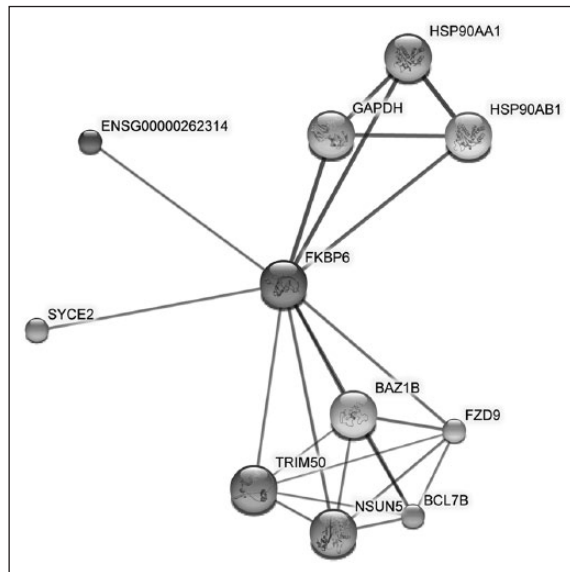 HSP90AA1
GAPDH
HSP90AB1
ENSG00000262314
FKBP6
SYCE2
BAZ1B
FZD9
TRIM50
NSUN5
BCL7B